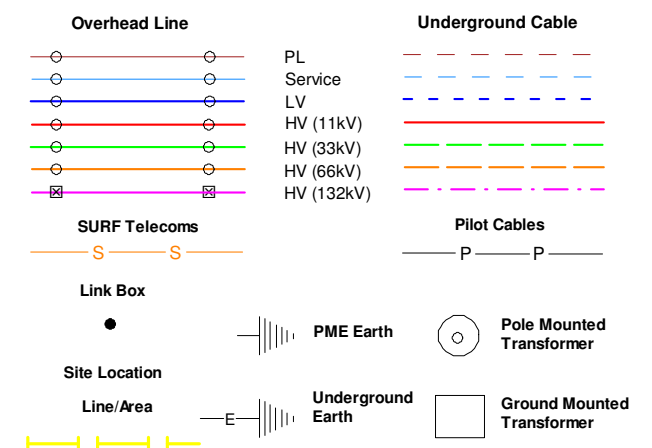 Overhead Line
Underground Cable
PL
Service
LV
HV (11kV)
HV (33kV)
HV (66kV)
HV (132kV)
SURF Telecoms
Pilot Cables
S S
P P
Link Box
PME Earth
Pole Mounted
Transformer
Site Location
Line/Area
E
Underground
Earth
Ground Mounted
Transformer